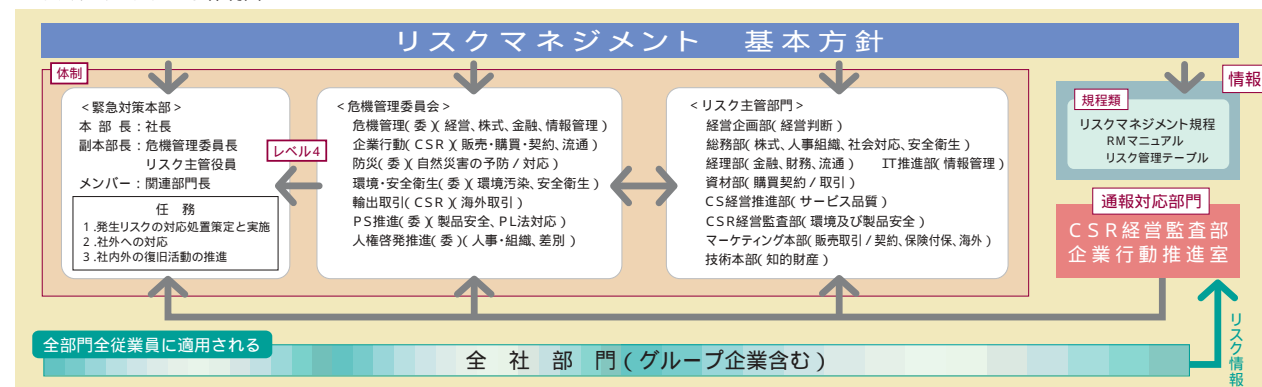 リスクマネジメント 基本方針
体制
<緊急対策本部>
本部長:社長
副本部長:危機管理委員長
リスク主管役員
メンバー:関連部門長
任務
1.発生リスクの対応処置策定と実施
2.社外への対応
3.社内外の復旧活動の推進
レベル4
<危機管理委員会>
危機管理(委)(経営、株式、金融、情報管理)
企業行動(CSR)(販売・購買・契約、流通)
防災(委)(自然災害の予防/対応)
環境・安全衛生(委)(環境汚染、安全衛生)
輸出取引(CSR)(海外取引)
PS推進(委)(製品安全、PL法対応)
人権啓発推進(委)(人事・組織、差別)
<リスク主管部門>
経営企画部(経営判断)
総務部(株式、人事組織、社会対応、安全衛生)
経理部(金融、財務、流通) IT推進部(情報管理)
資材部(購買契約/取引)
CS経営推進部(サービス品質)
CSR経営監査部(環境及び製品安全)
マーケティング本部(販売取引/契約、保険付保、海外)
技術本部(知的財産)
情報
規程類
リスクマネジメント規程
RMマニュアル
リスク管理テーブル
通報対応部門
CSR経営監査部
企業行動推進室
リスク情報
全部門全従業員に適用される
全社部門(グループ企業含む)